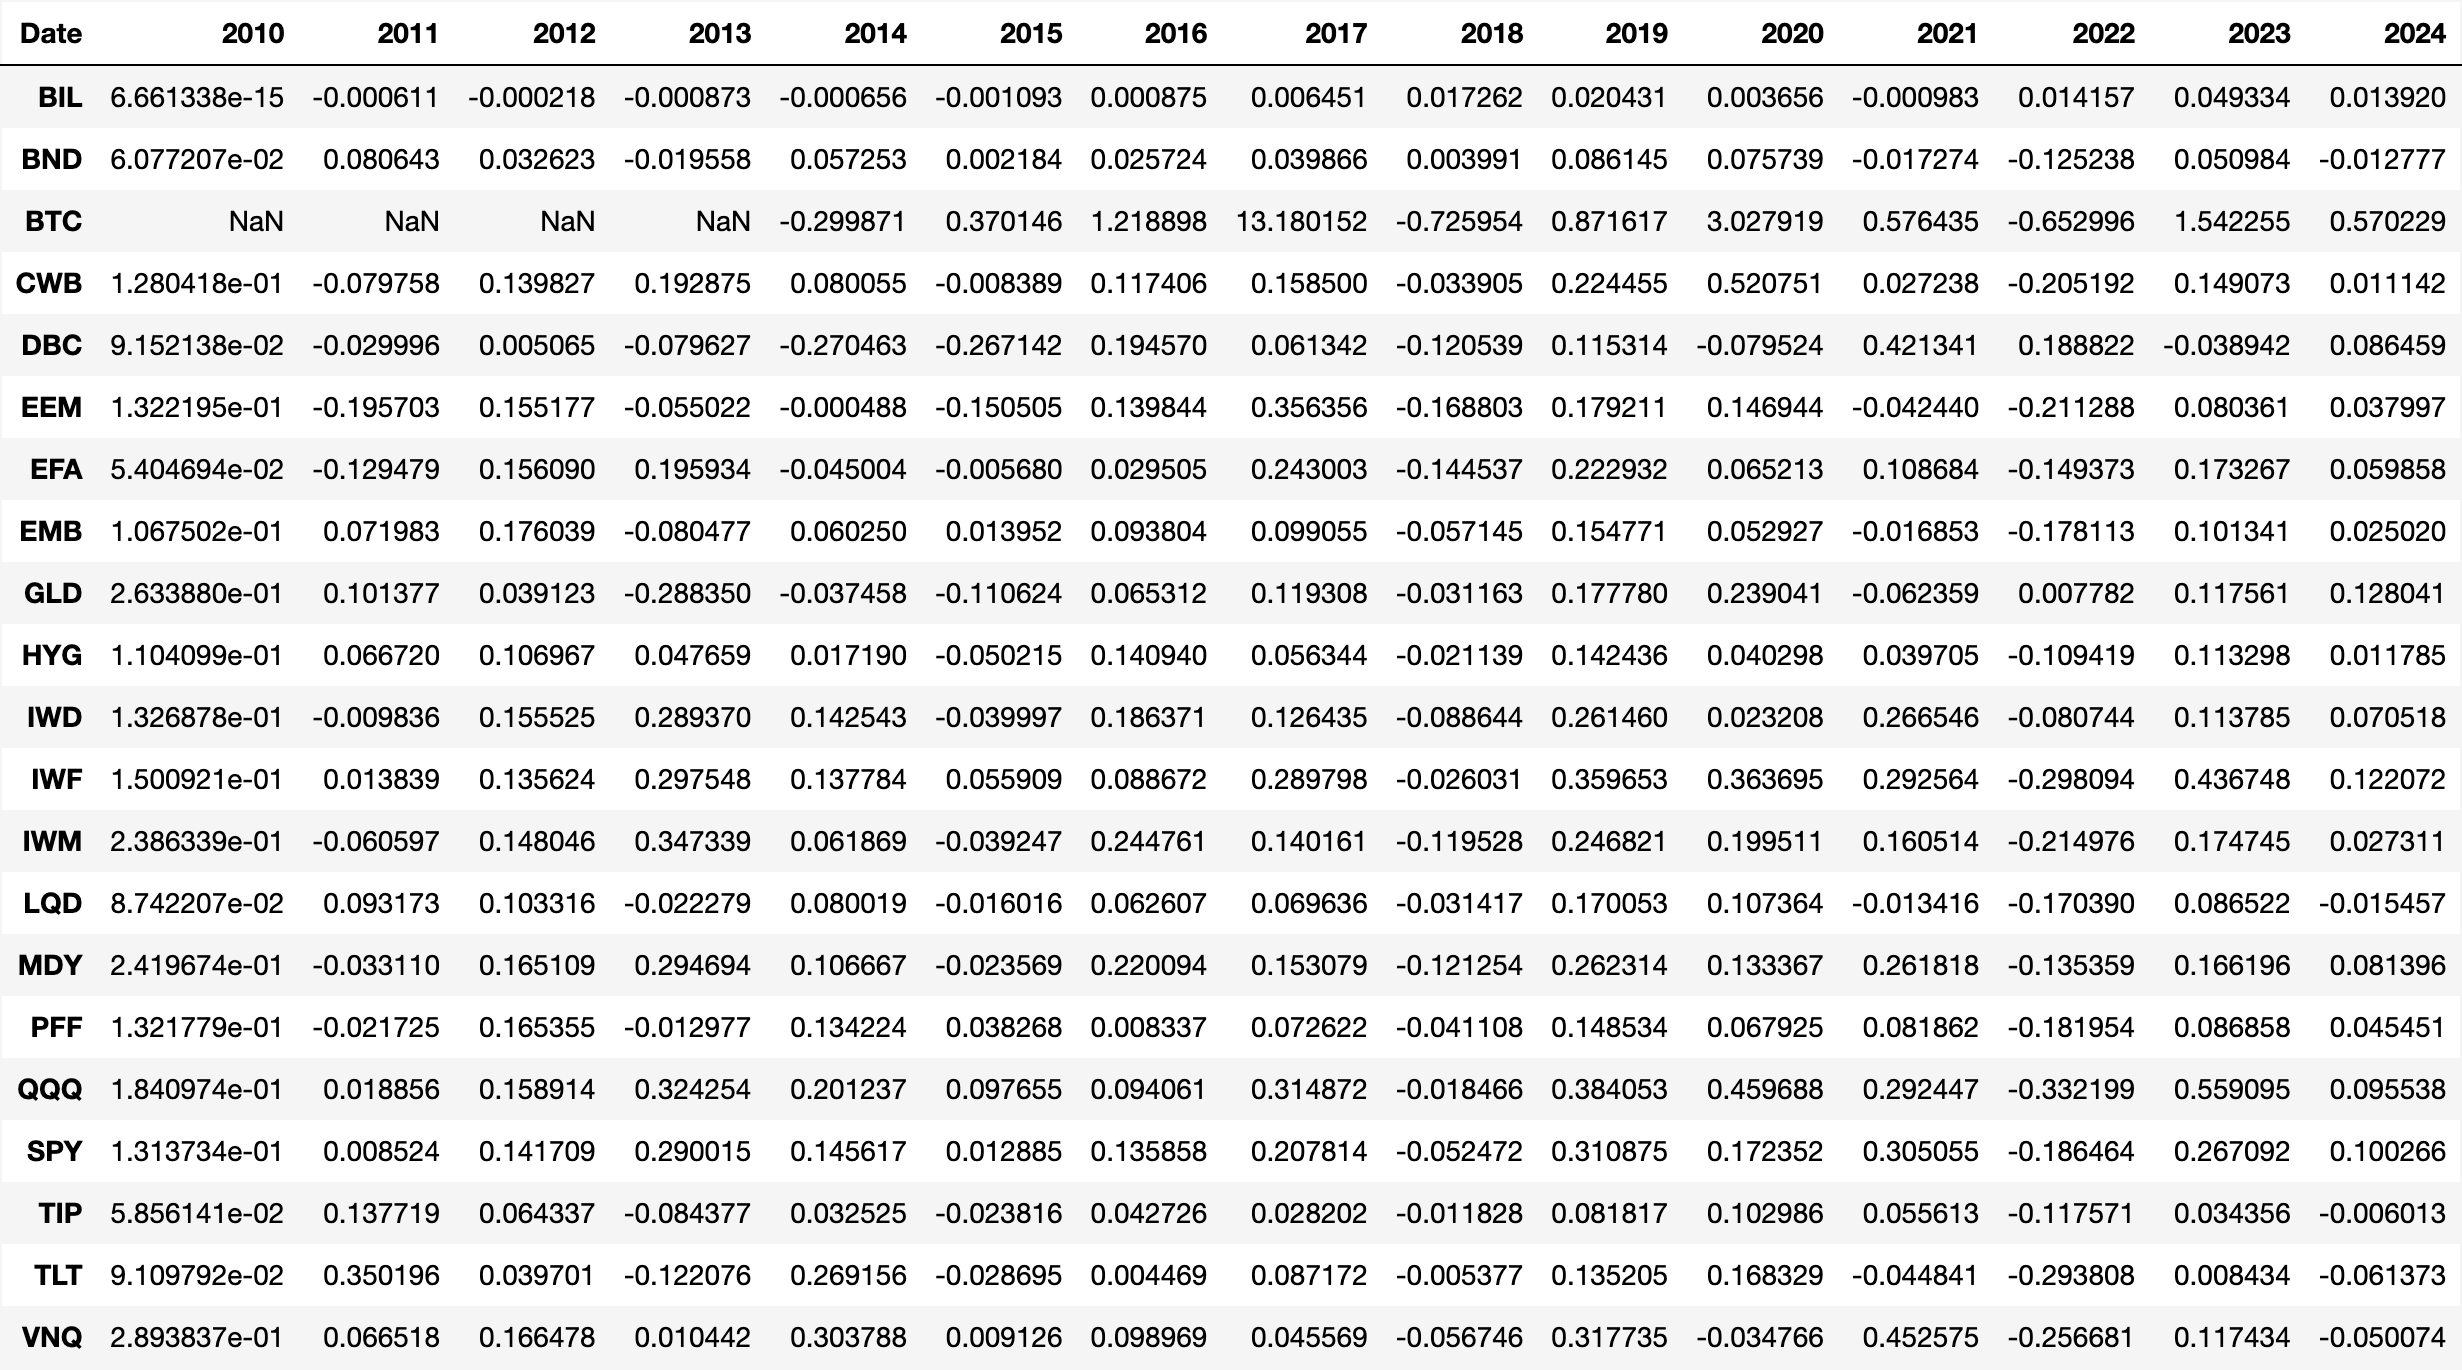 Date 2010 2011 2012 2013 2014 2015 2016 2017 2018 2019 2020 2021 2022 2023 2024
BIL 6.661338e-15 -0.000611 -0.000218 -0.000873 -0.000656 -0.001093 0.000875 0.006451 0.017262 0.020431 0.003656 -0.000983 0.014157 0.049334 0.013920
BND 6.077207e-02 0.080643 0.032623 -0.019558 0.057253 0.002184 0.025724 0.039866 0.003991 0.086145 0.075739 -0.017274 -0.125238 0.050984 -0.012777
BTC NaN NaN NaN NaN -0.299871 0.370146 1.218898 13.180152 -0.725954 0.871617 3.027919 0.576435 -0.652996 1.542255 0.570229
CWB 1.280418e-01 -0.079758 0.139827 0.192875 0.080055 -0.008389 0.117406 0.158500 -0.033905 0.224455 0.520751 0.027238 -0.205192 0.149073 0.011142
DBC 9.152138e-02 -0.029996 0.005065 -0.079627 -0.270463 -0.267142 0.194570 0.061342 -0.120539 0.115314 -0.079524 0.421341 0.188822 -0.038942 0.086459
EEM 1.322195e-01 -0.195703 0.155177 -0.055022 -0.000488 -0.150505 0.139844 0.356356 -0.168803 0.179211 0.146944 -0.042440 -0.211288 0.080361 0.037997
EFA 5.404694e-02 -0.129479 0.156090 0.195934 -0.045004 -0.005680 0.029505 0.243003 -0.144537 0.222932 0.065213 0.108684 -0.149373 0.173267 0.059858
EMB 1.067502e-01 0.071983 0.176039 -0.080477 0.060250 0.013952 0.093804 0.099055 -0.057145 0.154771 0.052927 -0.016853 -0.178113 0.101341 0.025020
GLD 2.633880e-01 0.101377 0.039123 -0.288350 -0.037458 -0.110624 0.065312 0.119308 -0.031163 0.177780 0.239041 -0.062359 0.007782 0.117561 0.128041
HYG 1.104099e-01 0.066720 0.106967 0.047659 0.017190 -0.050215 0.140940 0.056344 -0.021139 0.142436 0.040298 0.039705 -0.109419 0.113298 0.011785
IWD 1.326878e-01 -0.009836 0.155525 0.289370 0.142543 -0.039997 0.186371 0.126435 -0.088644 0.261460 0.023208 0.266546 -0.080744 0.113785 0.070518
IWF 1.500921e-01 0.013839 0.135624 0.297548 0.137784 0.055909 0.088672 0.289798 -0.026031 0.359653 0.363695 0.292564 -0.298094 0.436748 0.122072
IWM 2.386339e-01 -0.060597 0.148046 0.347339 0.061869 -0.039247 0.244761 0.140161 -0.119528 0.246821 0.199511 0.160514 -0.214976 0.174745 0.027311
LQD 8.742207e-02 0.093173 0.103316 -0.022279 0.080019 -0.016016 0.062607 0.069636 -0.031417 0.170053 0.107364 -0.013416 -0.170390 0.086522 -0.015457
MDY 2.419674e-01 -0.033110 0.165109 0.294694 0.106667 -0.023569 0.220094 0.153079 -0.121254 0.262314 0.133367 0.261818 -0.135359 0.166196 0.081396
PFF 1.321779e-01 -0.021725 0.165355 -0.012977 0.134224 0.038268 0.008337 0.072622 -0.041108 0.148534 0.067925 0.081862 -0.181954 0.086858 0.045451
QQQ 1.840974e-01 0.018856 0.158914 0.324254 0.201237 0.097655 0.094061 0.314872 -0.018466 0.384053 0.459688 0.292447 -0.332199 0.559095 0.095538
SPY 1.313734e-01 0.008524 0.141709 0.290015 0.145617 0.012885 0.135858 0.207814 -0.052472 0.310875 0.172352 0.305055 -0.186464 0.267092 0.100266
TIP 5.856141e-02 0.137719 0.064337 -0.084377 0.032525 -0.023816 0.042726 0.028202 -0.011828 0.081817 0.102986 0.055613 -0.117571 0.034356 -0.006013
TLT 9.109792e-02 0.350196 0.039701 -0.122076 0.269156 -0.028695 0.004469 0.087172 -0.005377 0.135205 0.168329 -0.044841 -0.293808 0.008434 -0.061373
VNQ 2.893837e-01 0.066518 0.166478 0.010442 0.303788 0.009126 0.098969 0.045569 -0.056746 0.317735 -0.034766 0.452575 -0.256681 0.117434 -0.050074